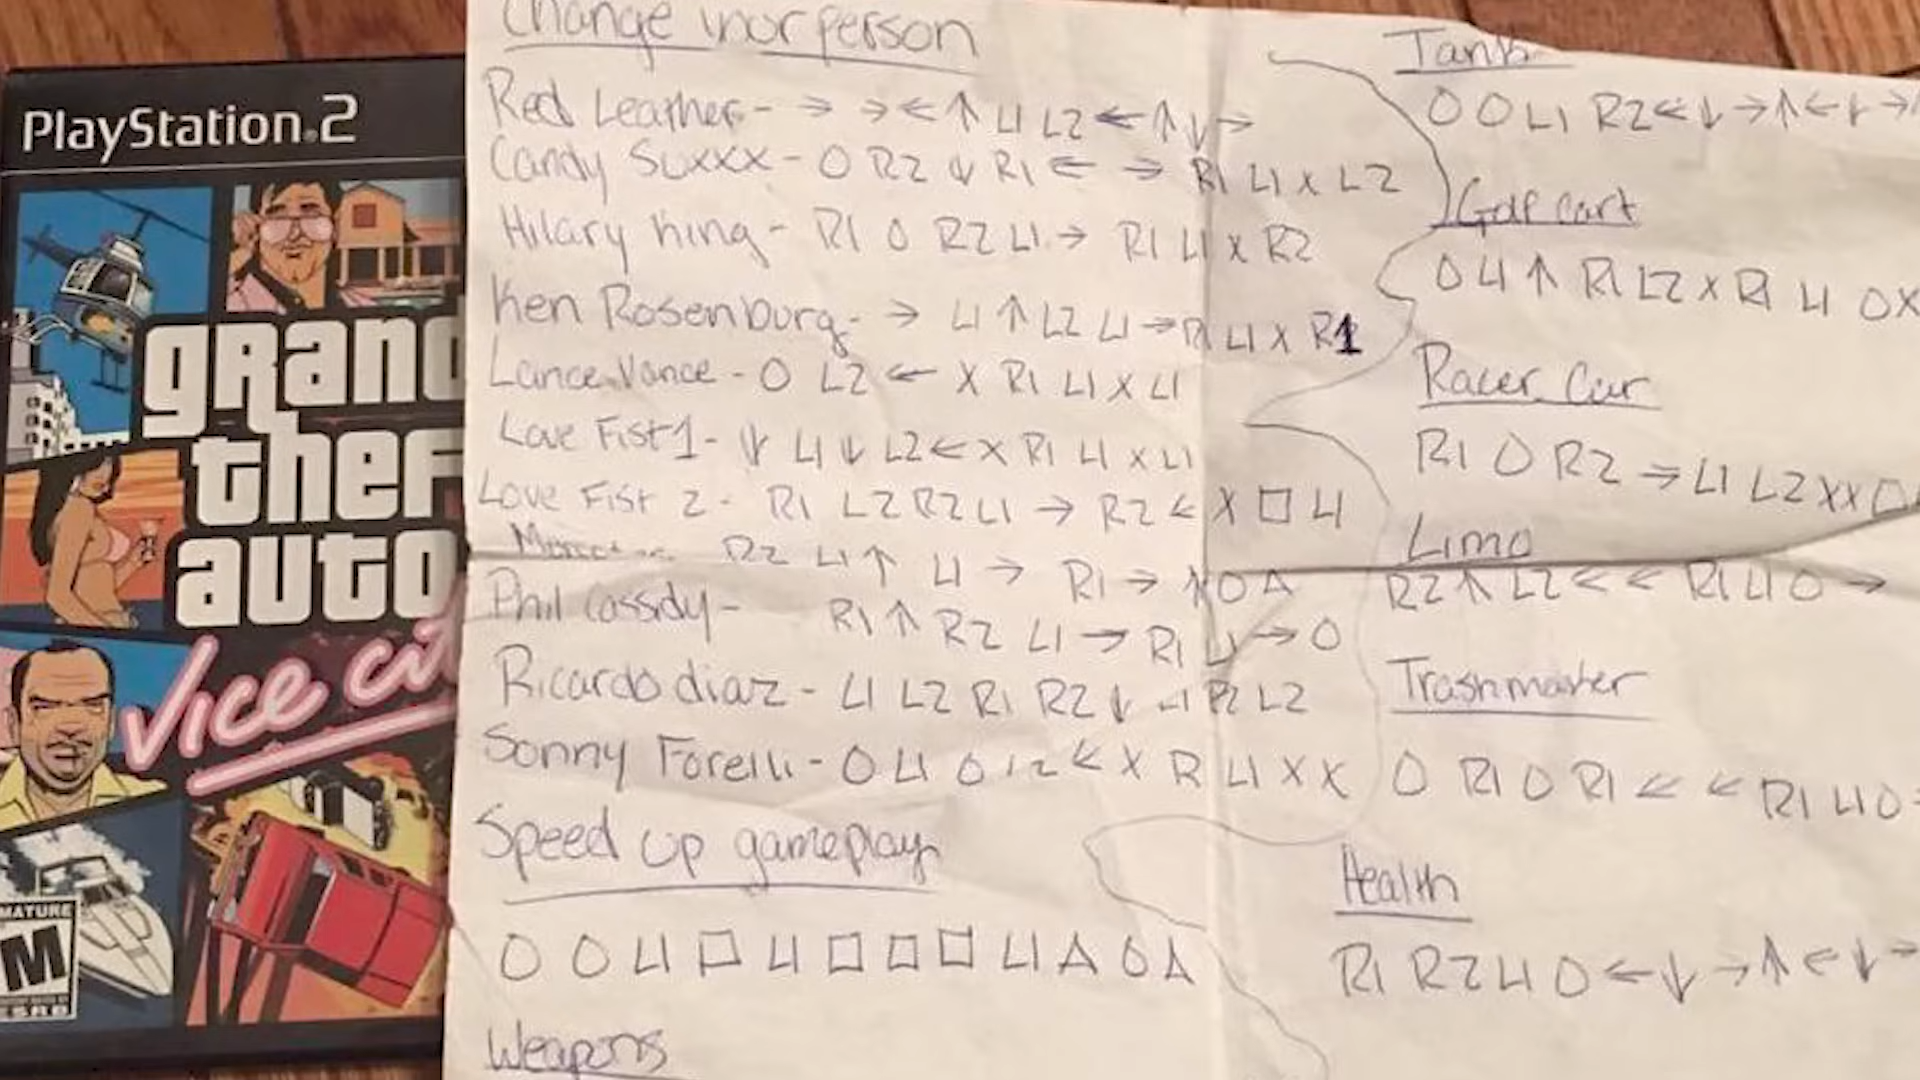 PlayStation.2
grand
theft
auto
Vice cit
MATURE
M
ESRB
Change your person
Red Leather - → → ← ↑ L1 L2 ← ↑ ↓ →
Candy Suxxx - O R2 ↓ R1 ← → R1 L1 X L2
Hilary King - R1 O R2 L1 → R1 L1 X R2
Ken Rosenburg - → L1 ↑ L2 L1 → R1 L1 X R1
Lance Vance - O L2 ← X R1 L1 X L1
Love Fist 1 - ↓ L1 ↓ L2 ← X R1 L1 X L1
Love Fist 2 - R1 L2 R2 L1 → R2 ← X □ L1
R2 L1 ↑ L1 → R1 → ↑ O △
Phil Cassidy - R1 ↑ R2 L1 → R1 L1 → O
Ricardo diaz - L1 L2 R1 R2 ↓ L1 R2 L2
Sonny Forelli - O L1 O L2 ← X R1 L1 X X
Speed up gameplay
O O L1 □ L1 □ □ □ L1 △ O △
Weapons
Tank
O O L1 R2 ← ↓ → ↑ ← ↓ →
Golf cart
O L1 ↑ R1 L2 X R1 L1 O X
Racer Car
R1 O R2 → L1 L2 X X □
Limo
R2 ↑ L2 ← ← R1 L1 O →
Trashmaster
O R1 O R1 ← ← R1 L1 O →
Health
R1 R2 L1 O ← ↓ → ↑ ← ↓ →